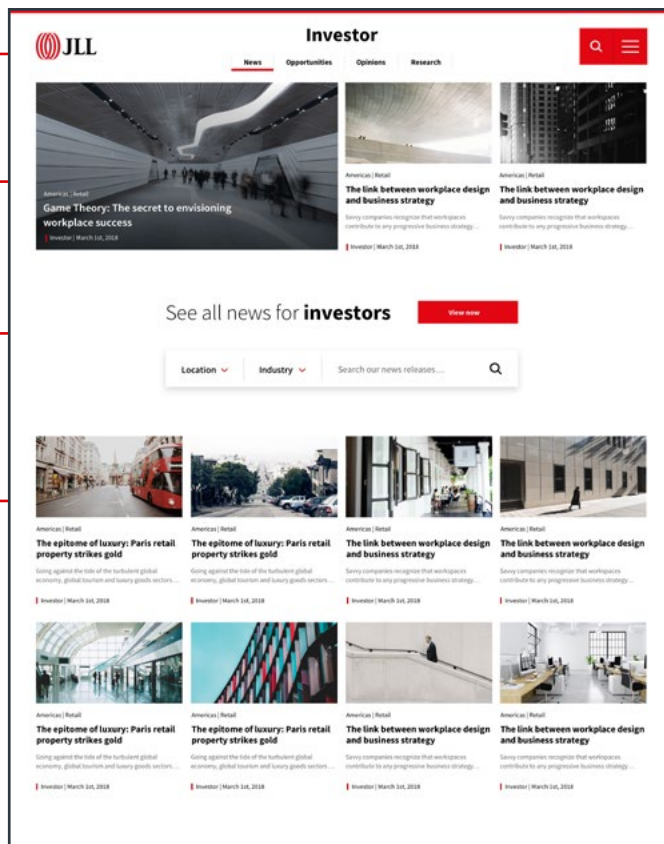 JLL
Investor
News
Opportunities
Opinions
Research
Americas | Retail
Game Theory: The secret to envisioning
workplace success
Investor | March 1st, 2018
Americas | Retail
The link between workplace design
and business strategy
Savvy companies recognize that workspaces
contribute to any progressive business strategy…
Investor | March 1st, 2018
Americas | Retail
The link between workplace design
and business strategy
Savvy companies recognize that workspaces
contribute to any progressive business strategy…
Investor | March 1st, 2018
See all news for investors
View now
Location
Industry
Search our news releases…
Americas | Retail
The epitome of luxury: Paris retail
property strikes gold
Going against the tide of the turbulent global
economy, global tourism and luxury goods sectors…
Investor | March 1st, 2018
Americas | Retail
The epitome of luxury: Paris retail
property strikes gold
Going against the tide of the turbulent global
economy, global tourism and luxury goods sectors…
Investor | March 1st, 2018
Americas | Retail
The link between workplace design
and business strategy
Savvy companies recognize that workspaces
contribute to any progressive business strategy…
Investor | March 1st, 2018
Americas | Retail
The link between workplace design
and business strategy
Savvy companies recognize that workspaces
contribute to any progressive business strategy…
Investor | March 1st, 2018
Americas | Retail
The epitome of luxury: Paris retail
property strikes gold
Going against the tide of the turbulent global
economy, global tourism and luxury goods sectors…
Investor | March 1st, 2018
Americas | Retail
The epitome of luxury: Paris retail
property strikes gold
Going against the tide of the turbulent global
economy, global tourism and luxury goods sectors…
Investor | March 1st, 2018
Americas | Retail
The link between workplace design
and business strategy
Savvy companies recognize that workspaces
contribute to any progressive business strategy…
Investor | March 1st, 2018
Americas | Retail
The link between workplace design
and business strategy
Savvy companies recognize that workspaces
contribute to any progressive business strategy…
Investor | March 1st, 2018